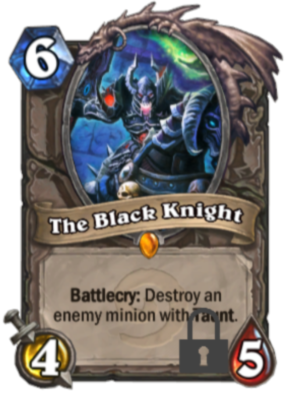 6
The Black Knight
Battlecry: Destroy an
enemy minion with Taunt.
4
5